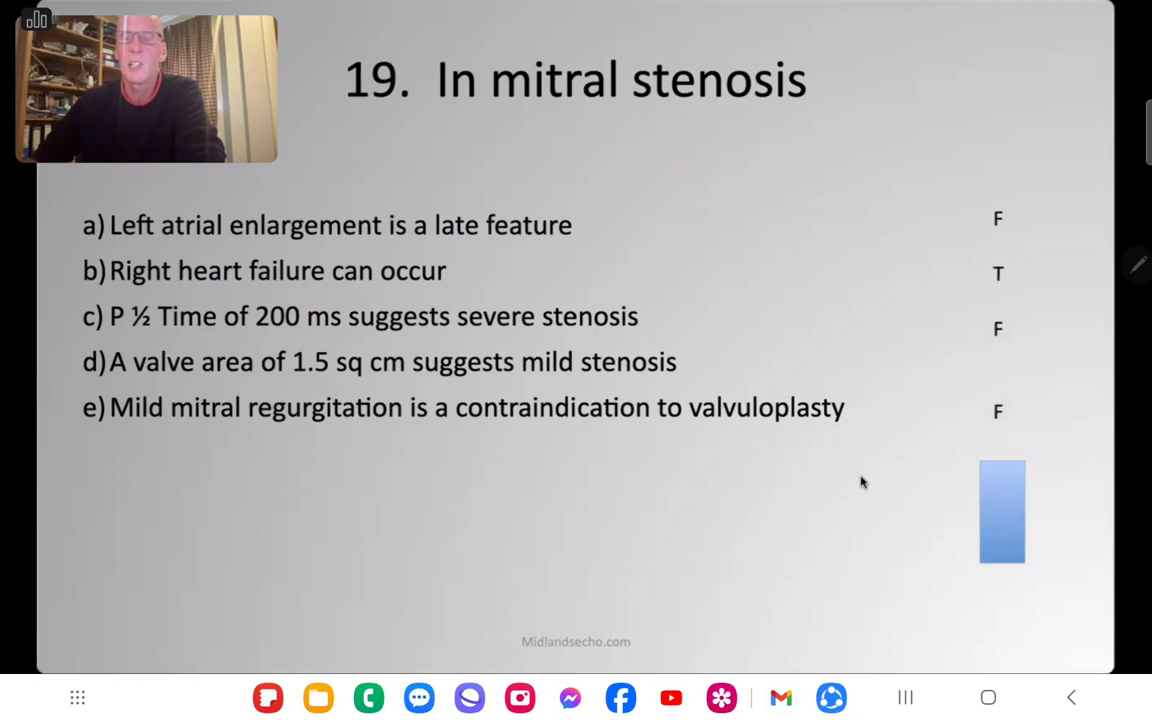 19. In mitral stenosis
a) Left atrial enlargement is a late feature F
b) Right heart failure can occur T
c) P ½ Time of 200 ms suggests severe stenosis F
d) A valve area of 1.5 sq cm suggests mild stenosis
e) Mild mitral regurgitation is a contraindication to valvuloplasty F
Midlandsecho.com